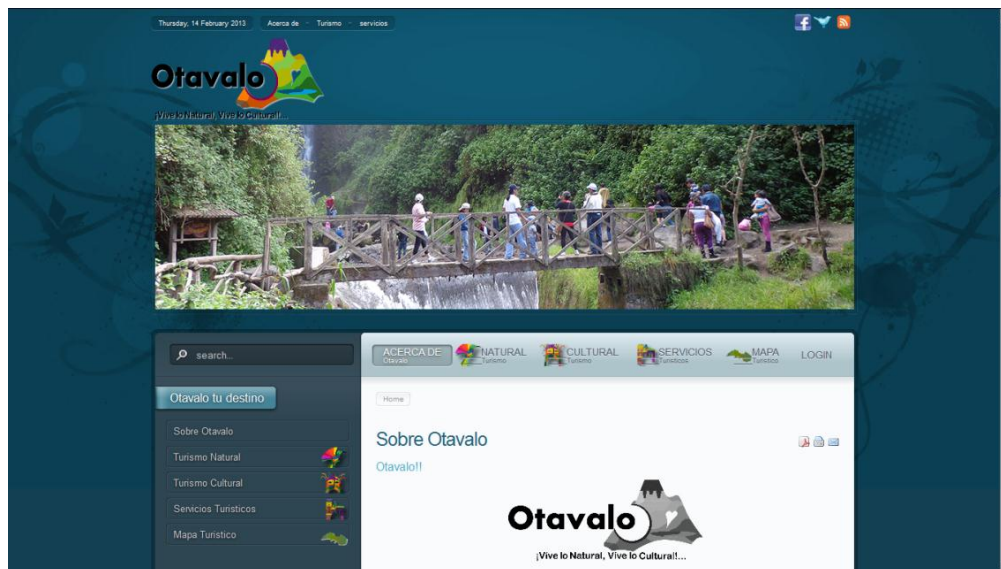 Thursday, 14 February 2013 Acerca de Turismo servicios
Otavalo
¡Vive lo Natural, Vive lo Cultural!...
search...
ACERCA DE NATURAL CULTURAL SERVICIOS MAPA LOGIN
Otavalo Turismo Turismo Turisticos Turistico
Otavalo tu destino
Home
Sobre Otavalo
Sobre Otavalo
Otavalo!!
Turismo Natural
Turismo Cultural
Servicios Turisticos
Mapa Turistico
Otavalo
¡Vive lo Natural, Vive lo Cultural!...